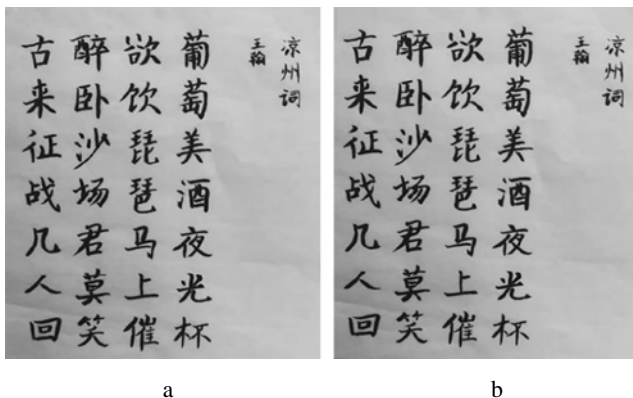 凉州词
王翰
葡萄美酒夜光杯
欲饮琵琶马上催
醉卧沙场君莫笑
古来征战几人回
a
凉州词
王翰
葡萄美酒夜光杯
欲饮琵琶马上催
醉卧沙场君莫笑
古来征战几人回
b